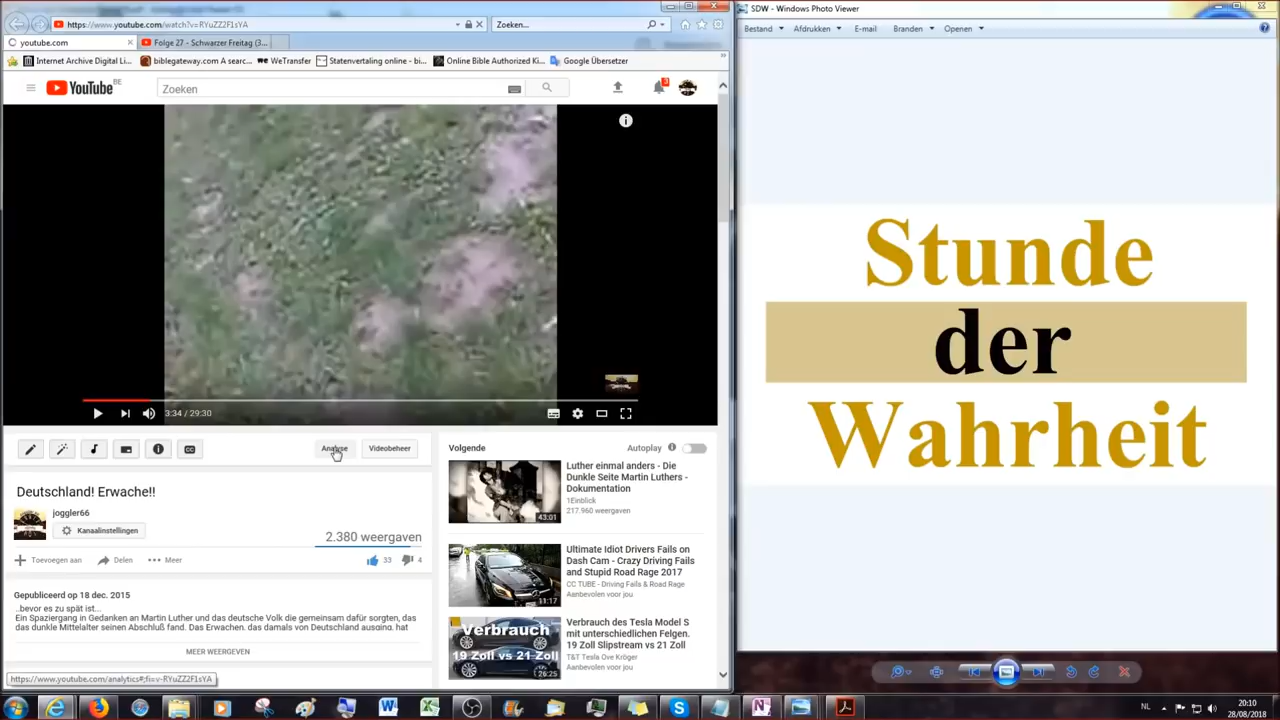 SDW - Windows Photo Viewer
https://www.youtube.com/watch?v=RYuZZ2F1sYA
Zoeken...
Bestand
Afdrukken
E-mail
Branden
Openen
youtube.com
Folge 27 - Schwarzer Freitag (3...
Internet Archive Digital Li...
biblegateway.com A searc...
WeTransfer
Statenvertaling online - bi...
Online Bible Authorized Ki...
Google Übersetzer
YouTube BE
Zoeken
3
Stunde
der
Wahrheit
3:34 / 29:30
Analyse
Videobeheer
Volgende
Autoplay
Deutschland! Erwache!!
joggler66
Kanaalinstellingen
2.380 weergaven
Toevoegen aan
Delen
Meer
33
4
Gepubliceerd op 18 dec. 2015
..bevor es zu spät ist...
Ein Spaziergang in Gedanken an Martin Luther und das deutsche Volk die gemeinsam dafür sorgten, das
das dunkle Mittelalter seinen Abschluß fand. Das Erwachen, das damals von Deutschland ausging, hat
MEER WEERGEVEN
Luther einmal anders - Die
Dunkle Seite Martin Luthers -
Dokumentation
1Einblick
217.960 weergaven
43:01
Ultimate Idiot Drivers Fails on
Dash Cam - Crazy Driving Fails
and Stupid Road Rage 2017
CC TUBE - Driving Fails & Road Rage
Aanbevolen voor jou
11:17
Verbrauch des Tesla Model S
mit unterschiedlichen Felgen.
19 Zoll Slipstream vs 21 Zoll
T&T Tesla Ove Kröger
Aanbevolen voor jou
Verbrauch
19 Zoll vs 21 Zoll
26:25
https://www.youtube.com/analytics#;fi=v-RYuZZ2F1sYA
NL
20:10
28/08/2018